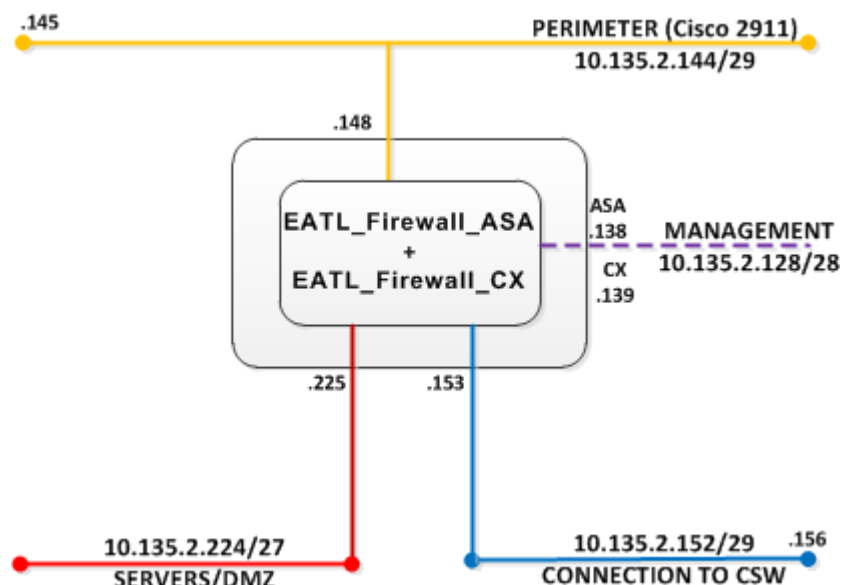 .145
PERIMETER (Cisco 2911)
10.135.2.144/29
.148
EATL_Firewall_ASA
+
EATL_Firewall_CX
ASA
.138
MANAGEMENT
10.135.2.128/28
CX
.139
.225
.153
10.135.2.224/27
SERVERS/DMZ
10.135.2.152/29
.156
CONNECTION TO CSW